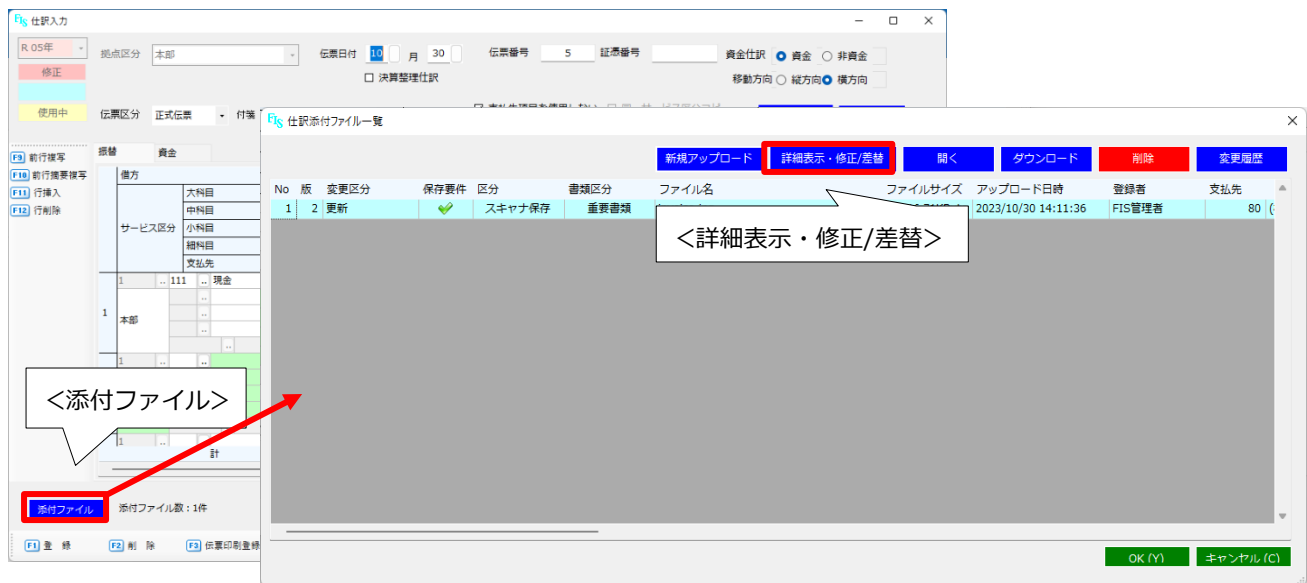 FIS 仕訳入力
R 05年 拠点区分 本部 伝票日付 10 月 30 伝票番号 5 証憑番号 資金仕訳 資金 非資金
修正 決算整理仕訳 移動方向 縦方向 横方向
使用中 伝票区分 正式伝票 付箋
F9 前行複写
F10 前行摘要複写
F11 行挿入
F12 行削除
振替 資金
借方
サービス区分
大科目
中科目
小科目
細科目
支払先
1 .. 111 .. 現金
..
..
..
..
1 本部
1 .. ..
1 .. ..
計
<添付ファイル>
添付ファイル 添付ファイル数:1件
F1 登 録 F2 削 除 F3 伝票印刷登録
FIS 仕訳添付ファイル一覧
新規アップロード 詳細表示・修正/差替 開く ダウンロード 削除 変更履歴
No 版 変更区分 保存要件 区分 書類区分 ファイル名 ファイルサイズ アップロード日時 登録者 支払先
1 2 更新 スキャナ保存 重要書類 2023/10/30 14:11:36 FIS管理者 80 (
<詳細表示・修正/差替>
OK (Y) キャンセル (C)